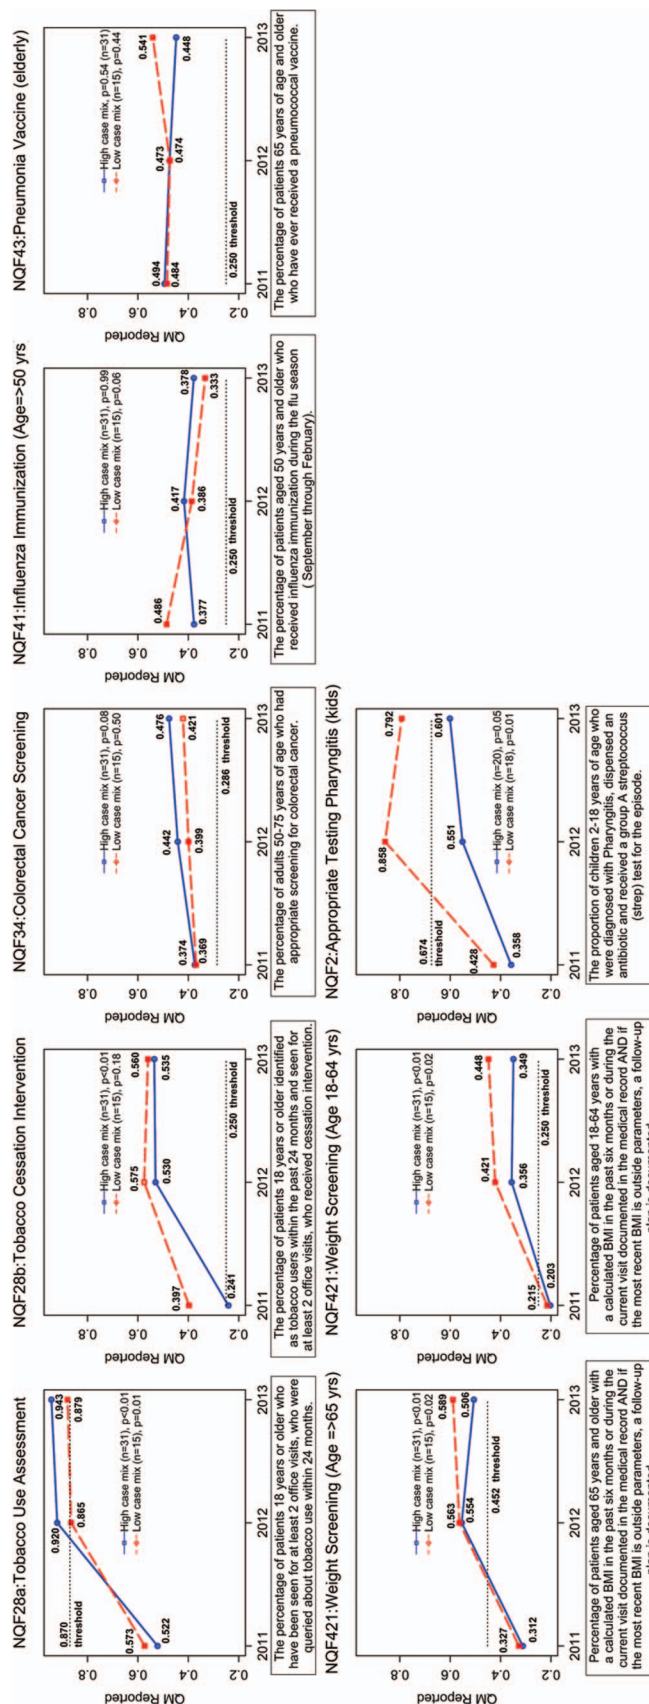 NQF28a:Tobacco Use Assessment
QM Reported
0.8
0.6
0.4
0.2
0.870
threshold
0.920
0.943
0.865
0.879
0.573
0.522
High case mix (n=31), p<0.01
Low case mix (n=15), p=0.01
2011
2012
2013
The percentage of patients 18 years or older who
have been seen for at least 2 office visits, who were
queried about tobacco use within 24 months.
NQF28b:Tobacco Cessation Intervention
QM Reported
0.8
0.6
0.4
0.2
High case mix (n=31), p<0.01
Low case mix (n=15), p=0.18
0.575
0.560
0.530
0.535
0.397
0.241
0.250 threshold
2011
2012
2013
The percentage of patients 18 years or older identified
as tobacco users within the past 24 months and seen for
at least 2 office visits, who received cessation intervention.
NQF34:Colorectal Cancer Screening
QM Reported
0.8
0.6
0.4
0.2
High case mix (n=31), p=0.08
Low case mix (n=15), p=0.50
0.374
0.369
0.442
0.399
0.476
0.421
0.286 threshold
2011
2012
2013
The percentage of adults 50-75 years of age who had
appropriate screening for colorectal cancer.
NQF41:Influenza Immunization (Age=>50 yrs
QM Reported
0.8
0.6
0.4
0.2
High case mix (n=31), p=0.99
Low case mix (n=15), p=0.06
0.486
0.377
0.417
0.386
0.378
0.333
0.250 threshold
2011
2012
2013
The percentage of patients aged 50 years and older who
received influenza immunization during the flu season
( September through February).
NQF43:Pneumonia Vaccine (elderly)
QM Reported
0.8
0.6
0.4
0.2
High case mix, p=0.54 (n=31)
Low case mix (n=15), p=0.44
0.494
0.484
0.473
0.474
0.541
0.448
0.250 threshold
2011
2012
2013
The percentage of patients 65 years of age and older
who have ever received a pneumococcal vaccine.
NQF421:Weight Screening (Age =>65 yrs)
QM Reported
0.8
0.6
0.4
0.2
High case mix (n=31), p<0.01
Low case mix (n=15), p=0.02
0.563
0.554
0.589
0.506
0.452
threshold
0.327
0.312
2011
2012
2013
Percentage of patients aged 65 years and older with
a calculated BMI in the past six months or during the
current visit documented in the medical record AND if
the most recent BMI is outside parameters, a follow-up
NQF421:Weight Screening (Age 18-64 yrs)
QM Reported
0.8
0.6
0.4
0.2
High case mix (n=31), p<0.01
Low case mix (n=15), p=0.02
0.421
0.448
0.356
0.349
0.215
0.203
0.250 threshold
2011
2012
2013
Percentage of patients aged 18-64 years with
a calculated BMI in the past six months or during the
current visit documented in the medical record AND if
the most recent BMI is outside parameters, a follow-up
NQF2:Appropriate Testing Pharyngitis (kids)
QM Reported
0.8
0.6
0.4
0.2
0.858
0.792
0.674
threshold
0.551
0.601
0.428
0.358
High case mix (n=20), p=0.05
Low case mix (n=18), p=0.01
2011
2012
2013
The proportion of children 2-18 years of age who
were diagnosed with Pharyngitis, dispensed an
antibiotic and received a group A streptococcus
(strep) test for the episode.